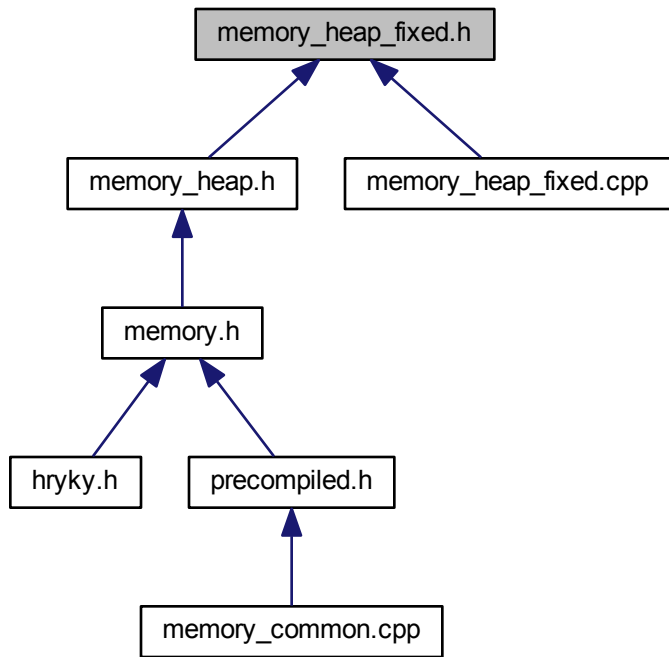 memory_heap_fixed.h
memory_heap.h
memory_heap_fixed.cpp
memory.h
hryky.h
precompiled.h
memory_common.cpp